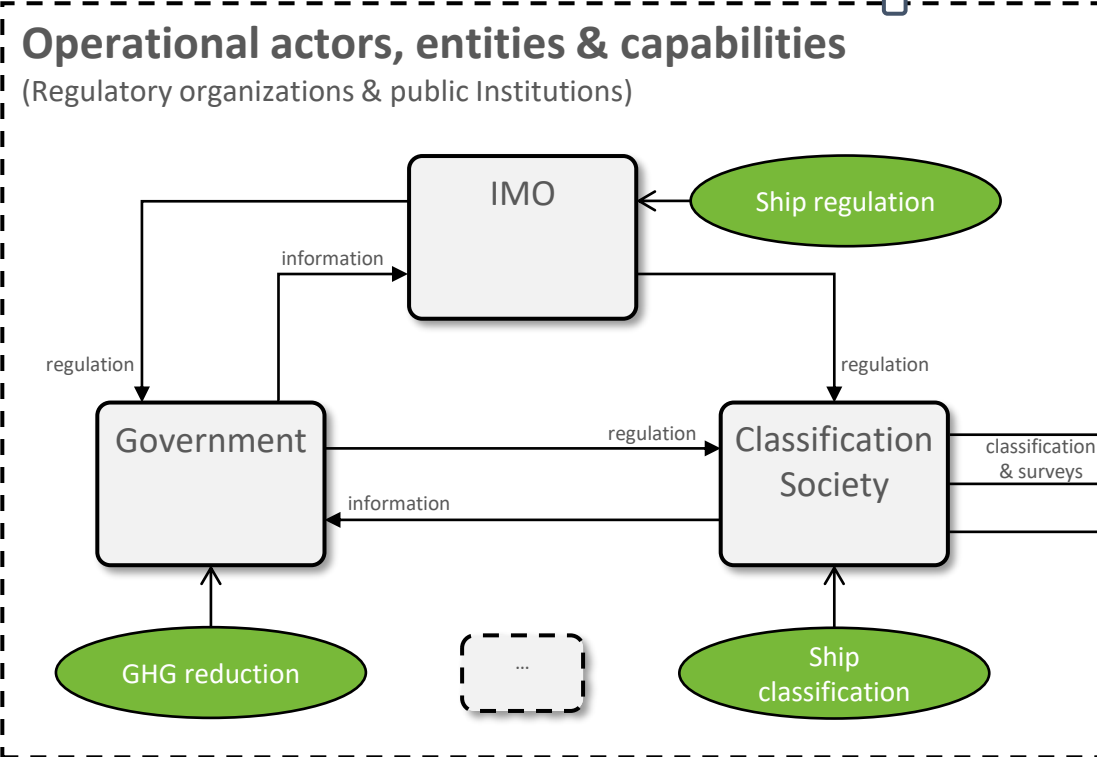 Operational actors, entities & capabilities
(Regulatory organizations & public Institutions)
IMO
Ship regulation
information
regulation
regulation
Government
regulation
Classification
Society
classification
& surveys
information
GHG reduction
...
Ship
classification